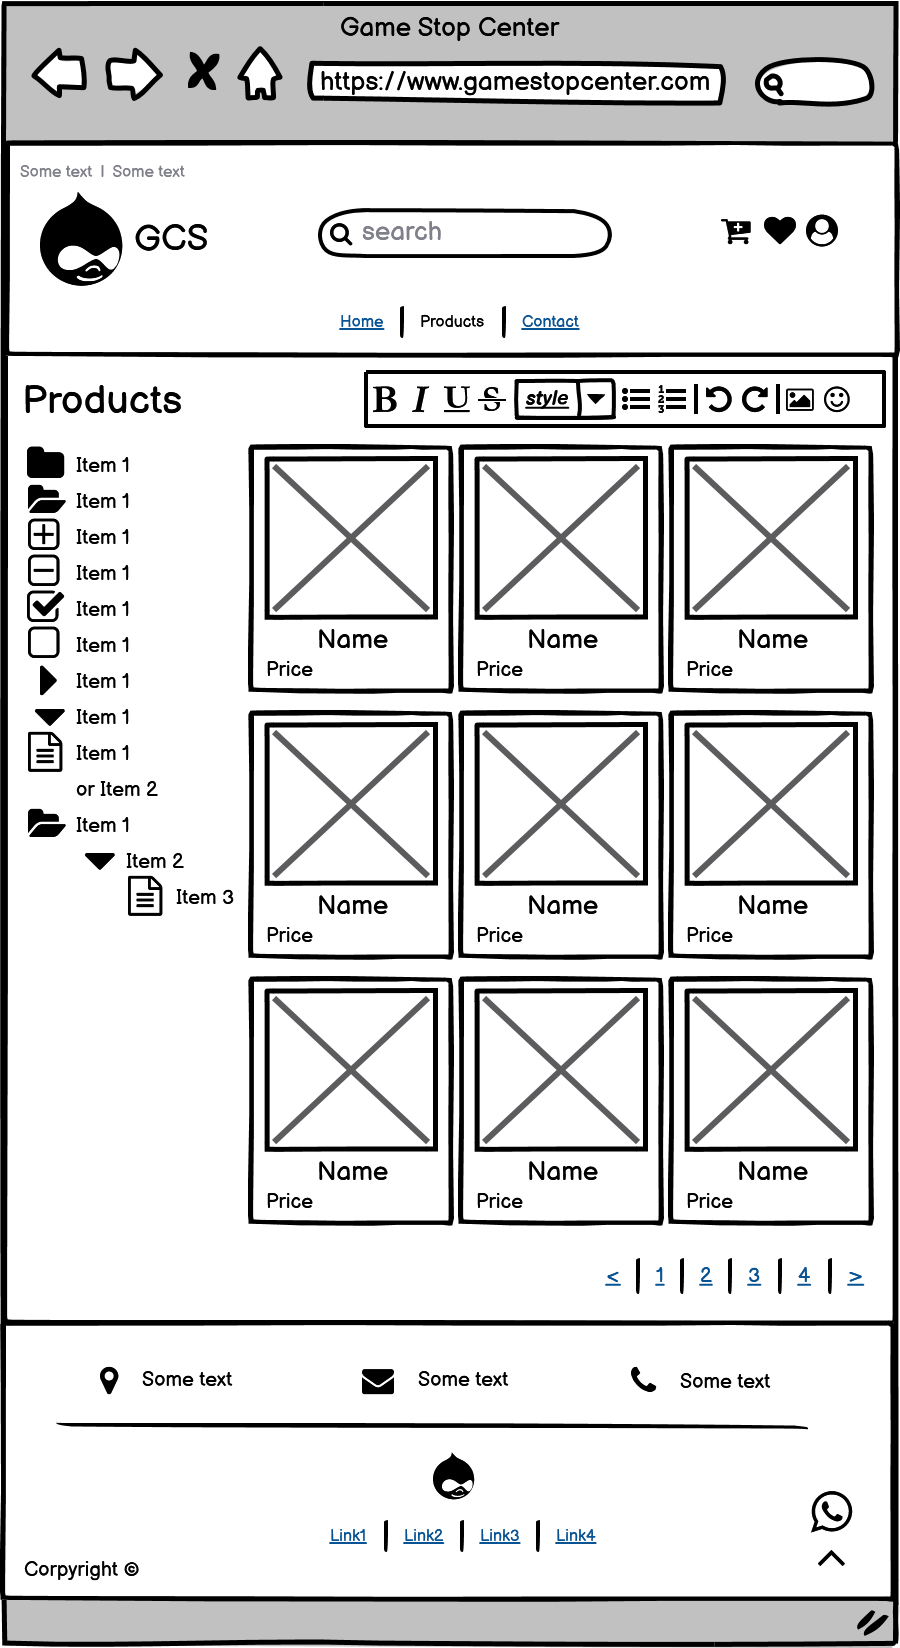 Game Stop Center
https://www.gamestopcenter.com
Some text | Some text
GCS
search
Home | Products | Contact
Products
B I U S style
1
2
3
Item 1
Item 1
Item 1
Item 1
Item 1
Item 1
Item 1
Item 1
Item 1
or Item 2
Item 1
Item 2
Item 3
Name Name Name
Price Price Price
Name Name Name
Price Price Price
Name Name Name
Price Price Price
< | 1 | 2 | 3 | 4 | >
Some text Some text Some text
Link1 | Link2 | Link3 | Link4
Corpyright ©